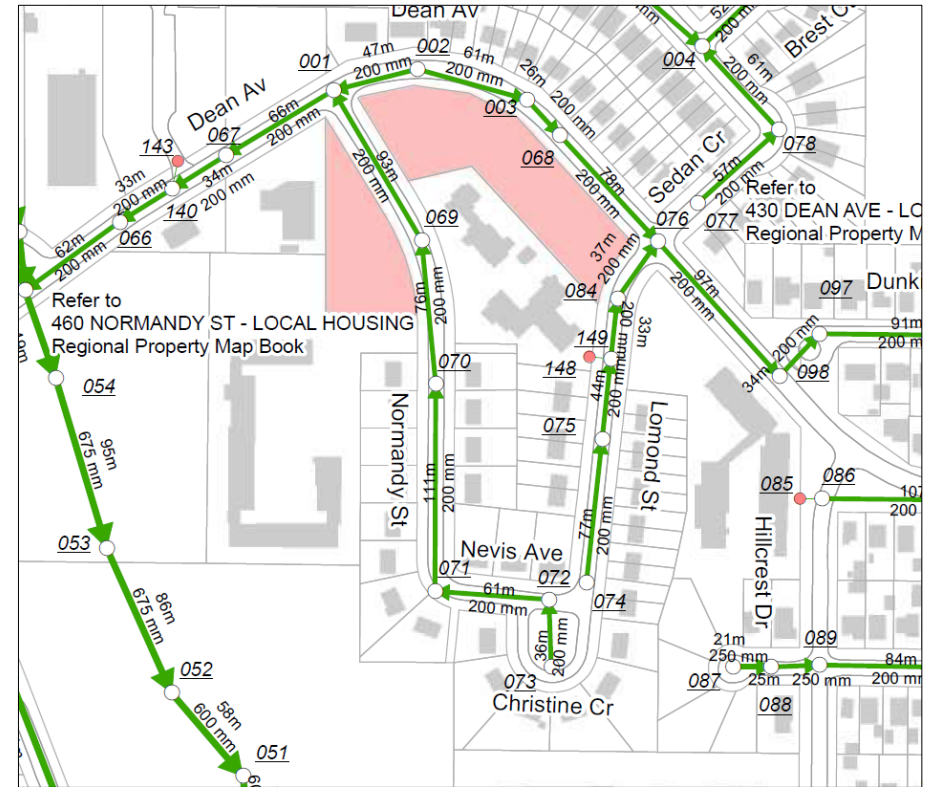 Dean Av
Brest C
001
47m
200 mm
002
61m
200 mm
26m
200 mm
003
004
52
200 m
61m
200 mm
Dean Av
66m
200 mm
067
143
33m
200 mm
34m
200 mm
140
62m
200 mm
066
93m
200 mm
068
78m
200 mm
Sedan Cr
57m
200 mm
078
077
076
Refer to
430 DEAN AVE - LO
Regional Property M
069
37m
200 mm
084
97m
200 mm
097
Dunk
Refer to
460 NORMANDY ST - LOCAL HOUSING
Regional Property Map Book
76m
200 mm
33m
200 mm
149
148
200 mm
34m
098
91m
200 m
054
070
44m
200 mm
075
Normandy St
Lomond St
95m
675 mm
111m
200 mm
085
086
107
200
053
77m
200 mm
Hillcrest Dr
Nevis Ave
071
61m
200 mm
072
074
86m
675 mm
36m
200 mm
21m
250 mm
089
84m
200 mm
052
073
087
25m
250 mm
Christine Cr
088
58m
600 mm
051